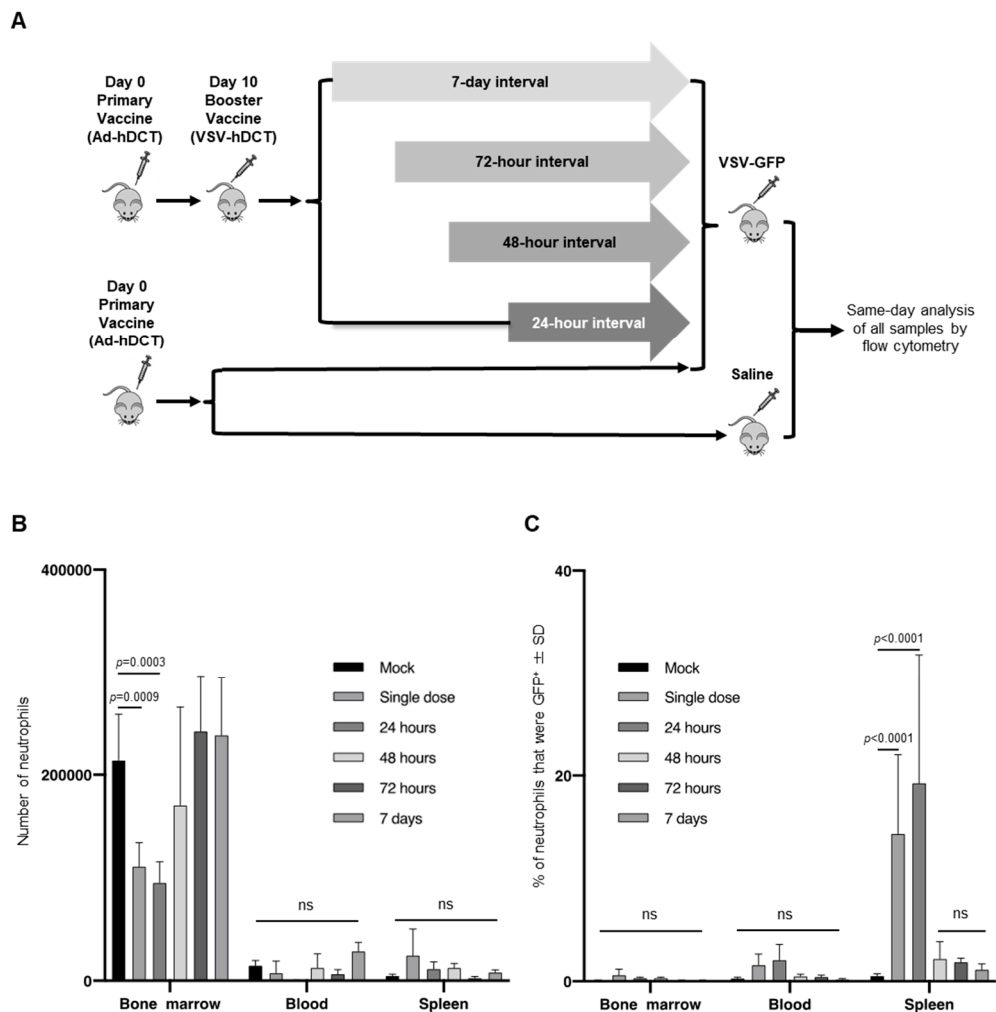 A
Day 0
Primary
Vaccine
(Ad-hDCT)
Day 10
Booster
Vaccine
(VSV-hDCT)
7-day interval
72-hour interval
48-hour interval
24-hour interval
VSV-GFP
Day 0
Primary
Vaccine
(Ad-hDCT)
Saline
Same-day analysis
of all samples by
flow cytometry
B
Number of neutrophils
400000
200000
0
p=0.0003
p=0.0009
ns
ns
Mock
Single dose
24 hours
48 hours
72 hours
7 days
Bone marrow
Blood
Spleen
C
% of neutrophils that were GFP⁺ ± SD
40
20
0
ns
ns
p<0.0001
p<0.0001
ns
Mock
Single dose
24 hours
48 hours
72 hours
7 days
Bone marrow
Blood
Spleen